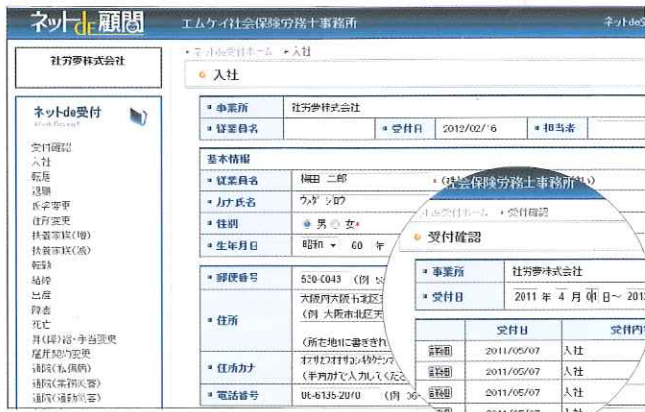 ネットdE顧問
エムケイ社会保険労務士事務所
社労夢株式会社
ネットde受付
受付確認
入社
転居
退職
氏名変更
住所変更
扶養家族(増)
扶養家族(減)
転勤
結婚
出産
障害
死亡
昇(降)給・手当変更
雇用契約変更
通院(私傷病)
通院(業務災害)
通院(通勤災害)
ネットde受付ホーム ▸ 入社
入社
事業所 社労夢株式会社
従業員名 受付日 2012/02/16 担当者
基本情報
従業員名 梅田 二郎
カナ氏名 ウメダ ジロウ
性別 男 女*
生年月日 昭和 60 年
郵便番号 530-0043 (例
住所 大阪府大阪市北区
(例 大阪市北区天
(所在地1に書ききれ
住所カナ
(半角カナで入力してくださ
電話番号 06-6135-2070 (例 06-
社会保険労務士事務所
ネットde受付ホーム ▸ 受付確認
受付確認
事業所 社労夢株式会社
受付日 2011 年 4 月 01 日～ 201
受付日 受付内
詳細 2011/05/07 入社
詳細 2011/05/07 入社
詳細 2011/05/07 入社